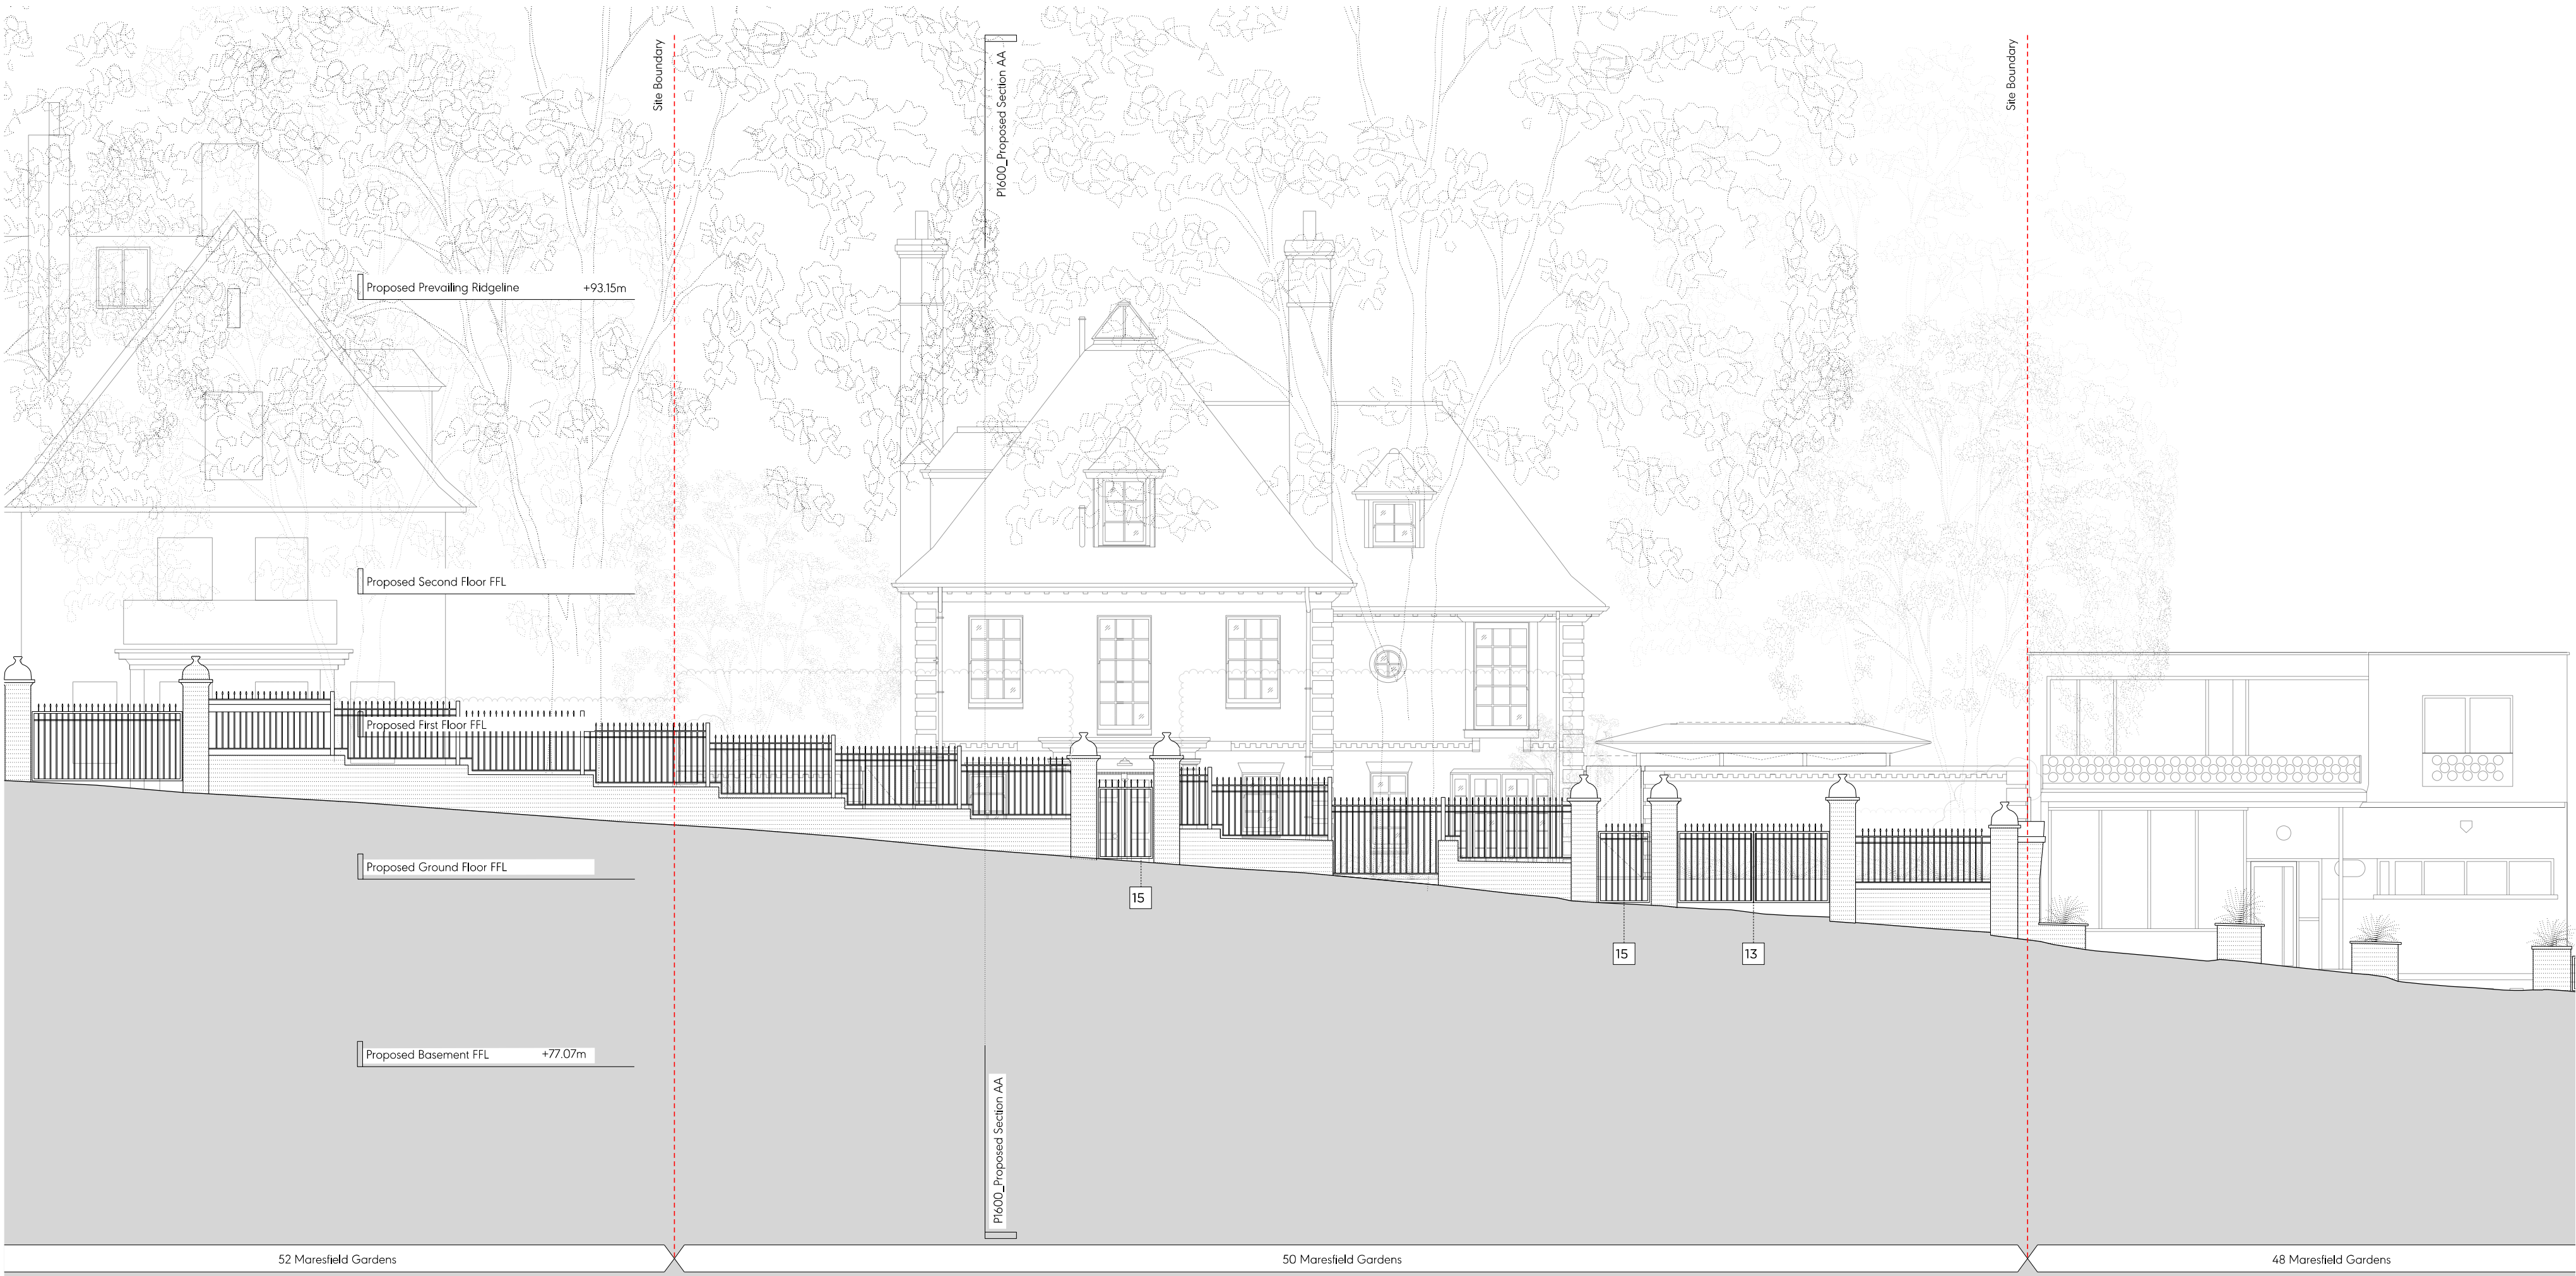 Site Boundary
P1600_Proposed Section AA
Site Boundary
Proposed Prevailing Ridgeline +93.15m
Proposed Second Floor FFL
Proposed First Floor FFL
Proposed Ground Floor FFL
15
15
13
Proposed Basement FFL +77.07m
P1600_Proposed Section AA
52 Maresfield Gardens
50 Maresfield Gardens
48 Maresfield Gardens